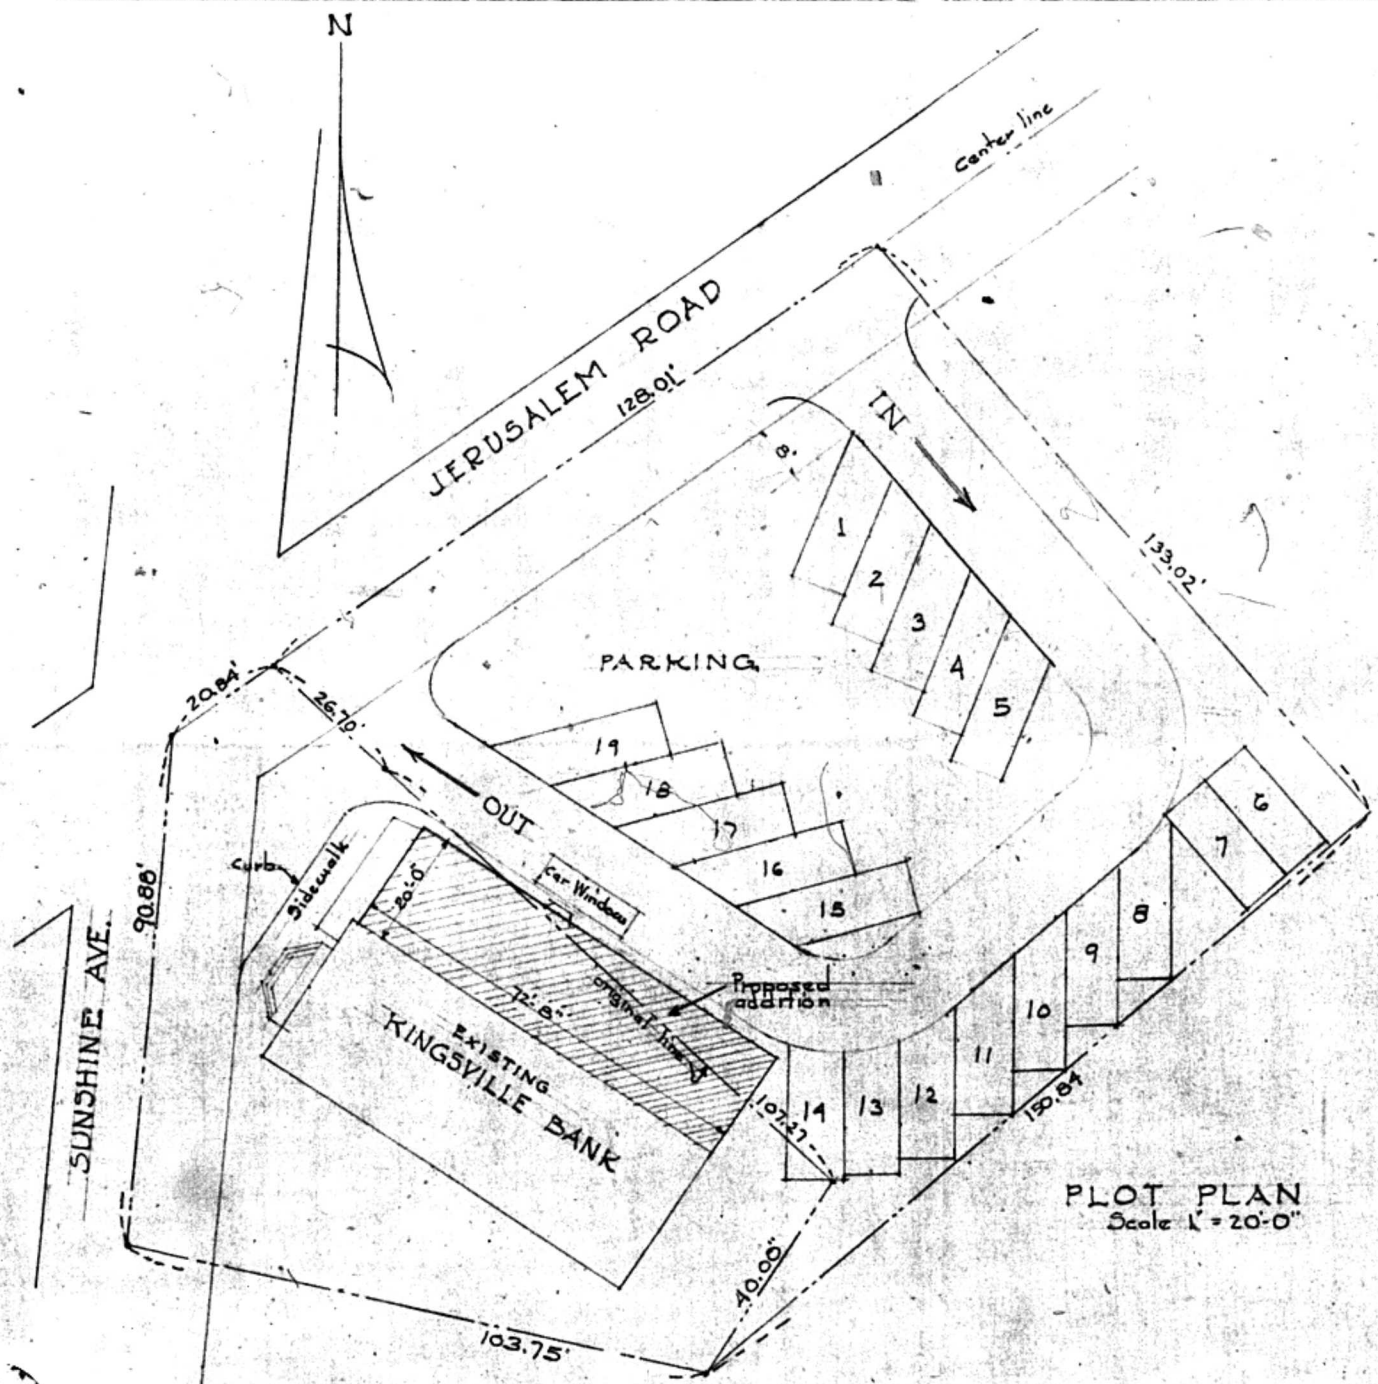 N
Center line
JERUSALEM ROAD
128.01'
IN
8'
133.02'
1
2
3
4
5
PARKING
20.84'
26.70'
19
18
17
16
15
6
7
8
9
10
11
12
13
14
OUT
Car Window
Curb
Sidewalk
20'-0"
90.88'
SUNSHINE AVE.
Proposed
addition
72'-8"
original line
EXISTING
KINGSVILLE BANK
107.27
150.84
40.00"
103.75'
PLOT PLAN
Scale 1" = 20'-0"